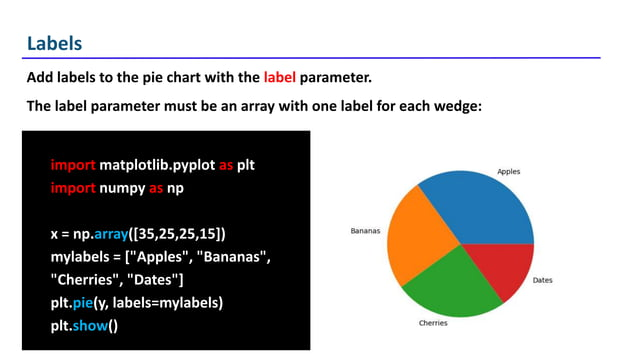 Labels
Add labels to the pie chart with the label parameter.
The label parameter must be an array with one label for each wedge:
import matplotlib.pyplot as plt
import numpy as np
x = np.array([35,25,25,15])
mylabels = ["Apples", "Bananas",
"Cherries", "Dates"]
plt.pie(y, labels=mylabels)
plt.show()
Apples
Bananas
Dates
Cherries